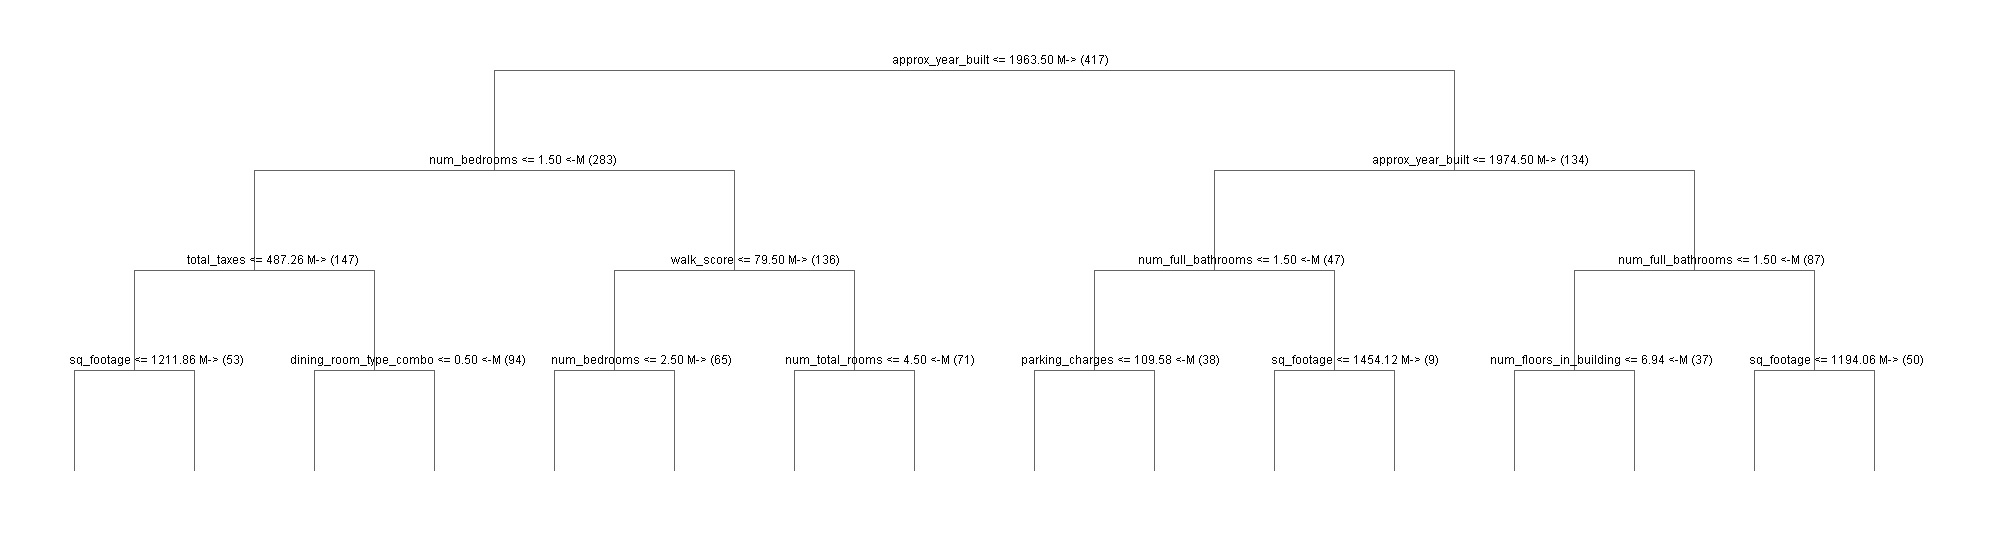 approx_year_built <= 1963.50 M-> (417)
num_bedrooms <= 1.50 <-M (283)
approx_year_built <= 1974.50 M-> (134)
total_taxes <= 487.26 M-> (147)
walk_score <= 79.50 M-> (136)
num_full_bathrooms <= 1.50 <-M (47)
num_full_bathrooms <= 1.50 <-M (87)
sq_footage <= 1211.86 M-> (53)
dining_room_type_combo <= 0.50 <-M (94)
num_bedrooms <= 2.50 M-> (65)
num_total_rooms <= 4.50 <-M (71)
parking_charges <= 109.58 <-M (38)
sq_footage <= 1454.12 M-> (9)
num_floors_in_building <= 6.94 <-M (37)
sq_footage <= 1194.06 M-> (50)